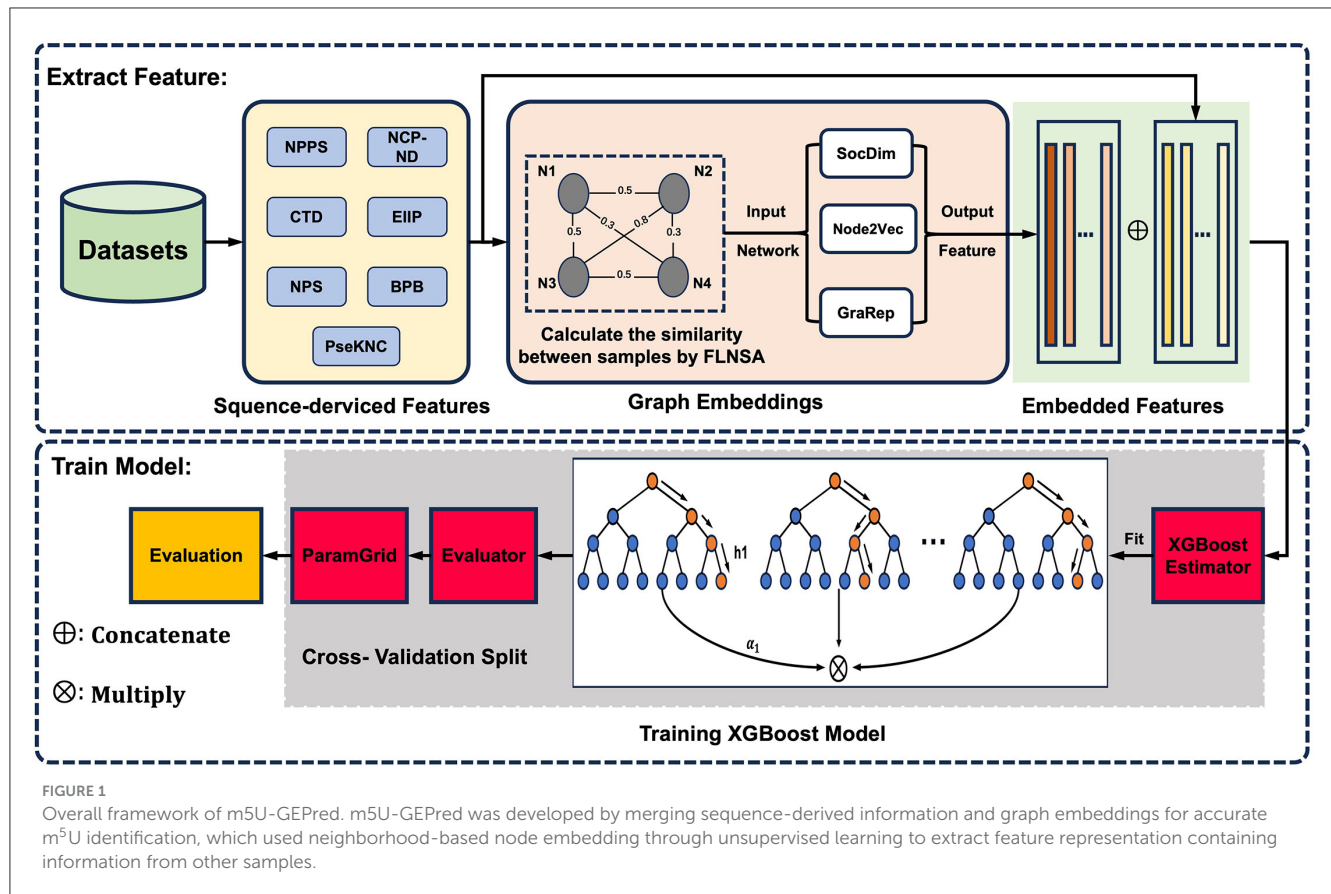 Extract Feature:
Datasets
NPPS
NCP-
ND
CTD
EIIP
NPS
BPB
PseKNC
Squence-derviced Features
N1
N2
0.5
0.5
0.3
0.8
0.3
0.5
N3
N4
Calculate the similarity
between samples by FLNSA
Input
Network
SocDim
Node2Vec
GraRep
Output
Feature
Graph Embeddings
...
⊕
...
Embedded Features
Train Model:
Evaluation
ParamGrid
Evaluator
h1
...
Fit
XGBoost
Estimator
α₁
⊗
⊕: Concatenate
⊗: Multiply
Cross- Validation Split
Training XGBoost Model
FIGURE 1
Overall framework of m5U-GEPred. m5U-GEPred was developed by merging sequence-derived information and graph embeddings for accurate
m⁵U identification, which used neighborhood-based node embedding through unsupervised learning to extract feature representation containing
information from other samples.